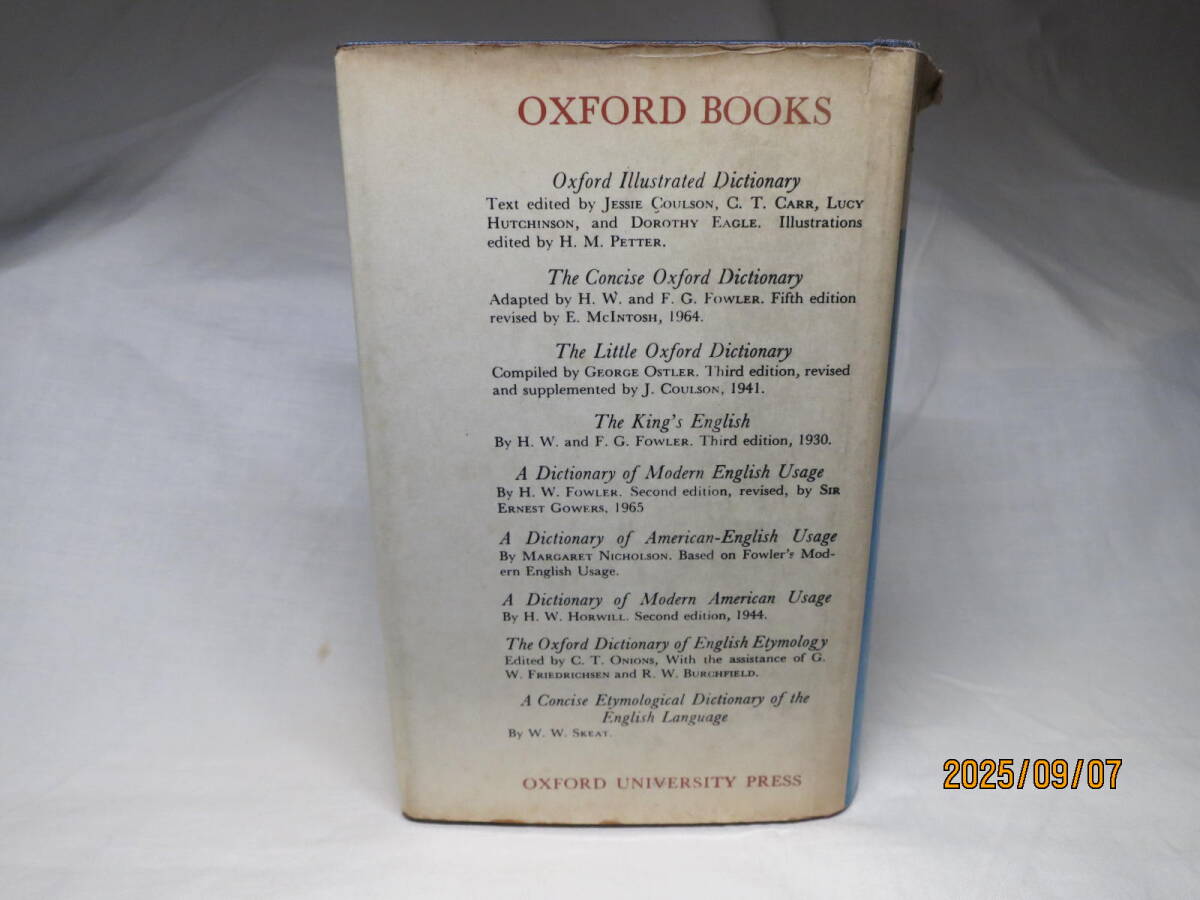 OXFORD BOOKS
Oxford Illustrated Dictionary
Text edited by JESSIE COULSON, C. T. CARR, LUCY
HUTCHINSON, and DOROTHY EAGLE. Illustrations
edited by H. M. PETTER.
The Concise Oxford Dictionary
Adapted by H. W. and F. G. FOWLER. Fifth edition
revised by E. MCINTOSH, 1964.
The Little Oxford Dictionary
Compiled by GEORGE OSTLER. Third edition, revised
and supplemented by J. COULSON, 1941.
The King's English
By H. W. and F. G. FOWLER. Third edition, 1930.
A Dictionary of Modern English Usage
By H. W. FOWLER. Second edition, revised, by SIR
ERNEST GOWERS, 1965
A Dictionary of American-English Usage
By MARGARET NICHOLSON. Based on Fowler's Mod-
ern English Usage.
A Dictionary of Modern American Usage
By H. W. HORWILL. Second edition, 1944.
The Oxford Dictionary of English Etymology
Edited by C. T. ONIONS, With the assistance of G.
W. FRIEDRICHSEN and R. W. BURCHFIELD.
A Concise Etymological Dictionary of the
English Language
By W. W. SKEAT.
OXFORD UNIVERSITY PRESS
2025/09/07